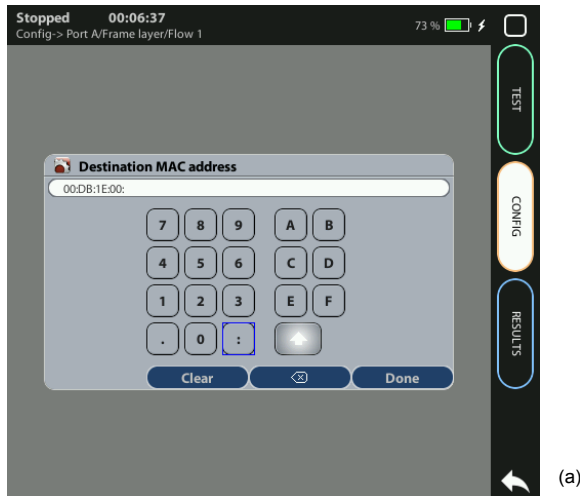 Stopped 00:06:37 73 %
Config-> Port A/Frame layer/Flow 1
TEST
CONFIG
RESULTS
Destination MAC address
00:DB:1E:00:
7 8 9 A B
4 5 6 C D
1 2 3 E F
. 0 :
Clear Done
(a)